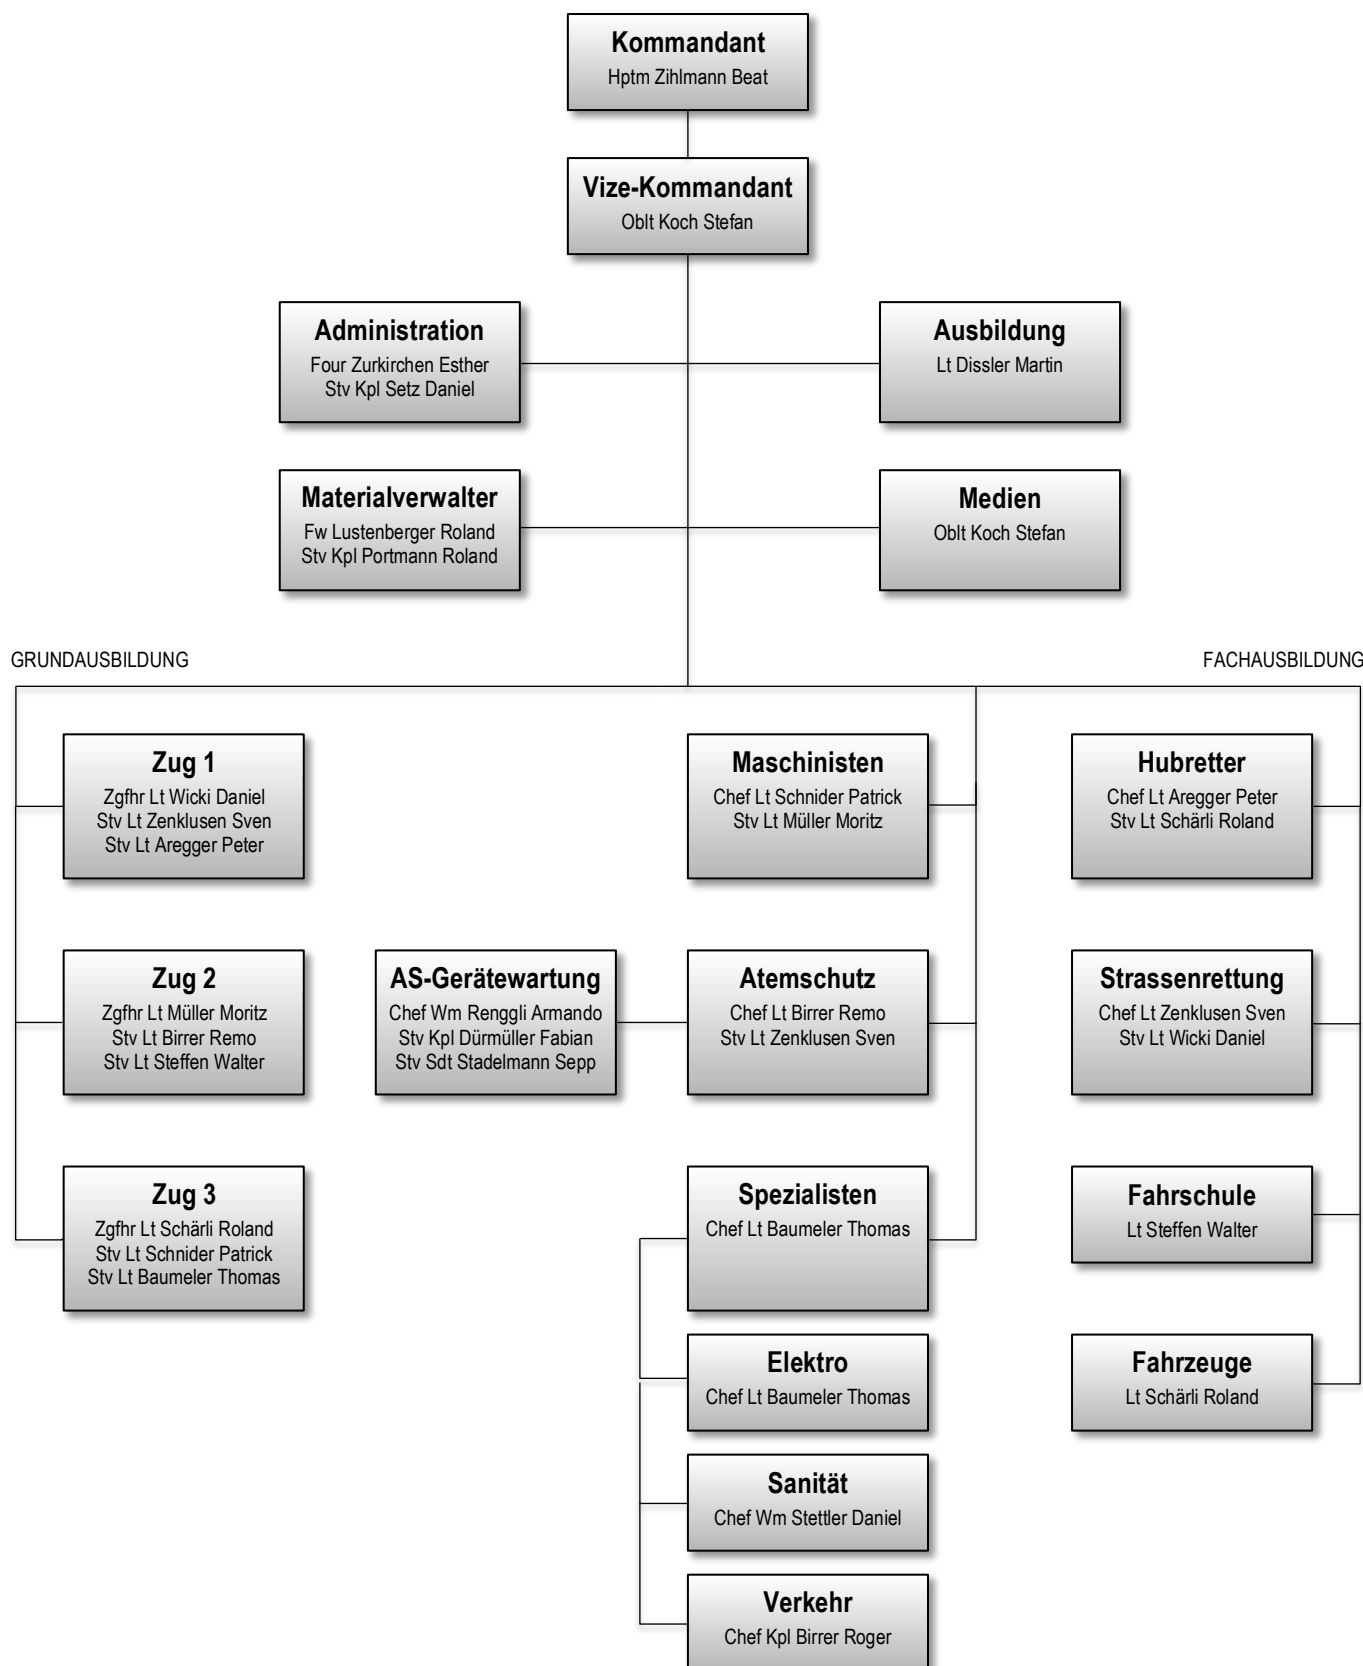 Kommandant
Hptm Zihlmann Beat
Vize-Kommandant
Oblt Koch Stefan
Administration
Four Zurkirchen Esther
Stv Kpl Setz Daniel
Ausbildung
Lt Dissler Martin
Materialverwalter
Fw Lustenberger Roland
Stv Kpl Portmann Roland
Medien
Oblt Koch Stefan
GRUNDAUSBILDUNG
FACHAUSBILDUNG
Zug 1
Zgfhr Lt Wicki Daniel
Stv Lt Zenklusen Sven
Stv Lt Aregger Peter
Maschinisten
Chef Lt Schnider Patrick
Stv Lt Müller Moritz
Hubretter
Chef Lt Aregger Peter
Stv Lt Schärli Roland
Zug 2
Zgfhr Lt Müller Moritz
Stv Lt Birrer Remo
Stv Lt Steffen Walter
AS-Gerätewartung
Chef Wm Renggli Armando
Stv Kpl Dürmüller Fabian
Stv Sdt Stadelmann Sepp
Atemschutz
Chef Lt Birrer Remo
Stv Lt Zenklusen Sven
Strassenrettung
Chef Lt Zenklusen Sven
Stv Lt Wicki Daniel
Zug 3
Zgfhr Lt Schärli Roland
Stv Lt Schnider Patrick
Stv Lt Baumeler Thomas
Spezialisten
Chef Lt Baumeler Thomas
Fahrschule
Lt Steffen Walter
Elektro
Chef Lt Baumeler Thomas
Fahrzeuge
Lt Schärli Roland
Sanität
Chef Wm Stettler Daniel
Verkehr
Chef Kpl Birrer Roger